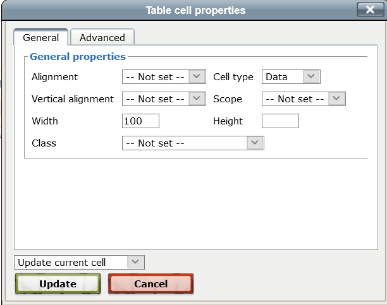 Table cell properties
General Advanced
General properties
Alignment -- Not set -- Cell type Data
Vertical alignment -- Not set -- Scope -- Not set --
Width 100 Height
Class -- Not set --
Update current cell
Update Cancel